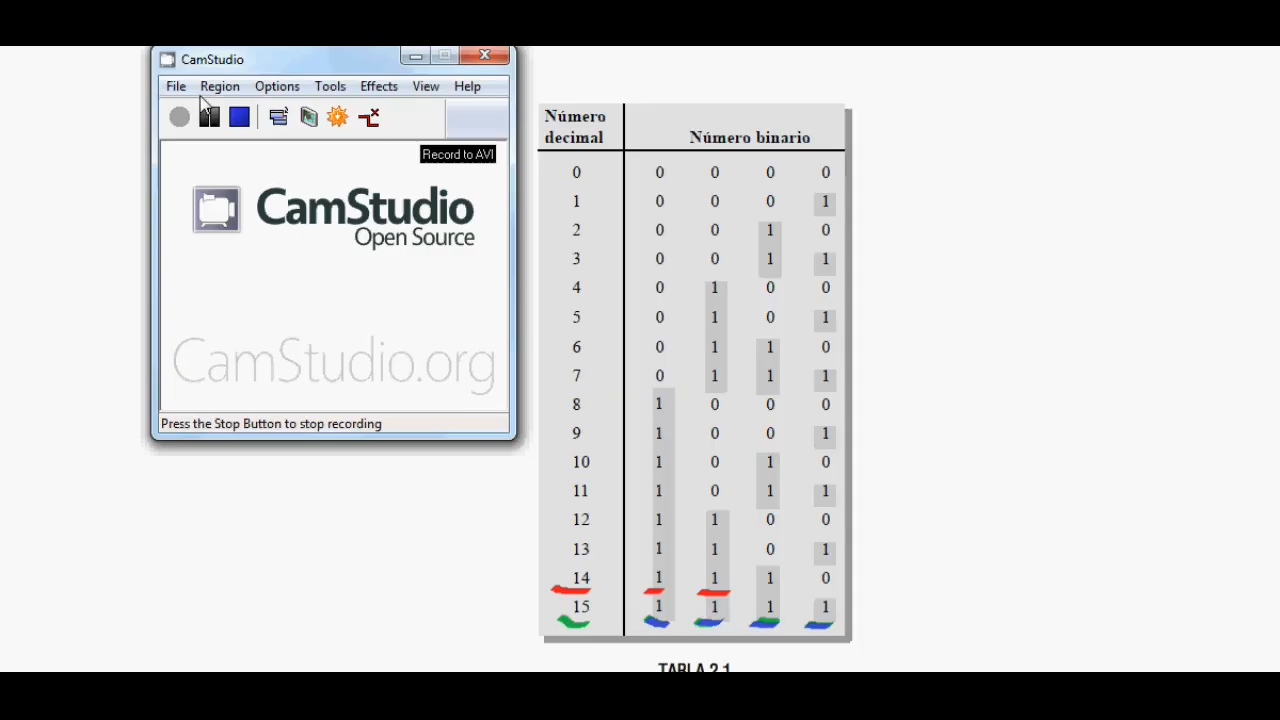 CamStudio
File Region Options Tools Effects View Help
Record to AVI
CamStudio
Open Source
CamStudio.org
Press the Stop Button to stop recording
Número
decimal Número binario
0 0 0 0 0
1 0 0 0 1
2 0 0 1 0
3 0 0 1 1
4 0 1 0 0
5 0 1 0 1
6 0 1 1 0
7 0 1 1 1
8 1 0 0 0
9 1 0 0 1
10 1 0 1 0
11 1 0 1 1
12 1 1 0 0
13 1 1 0 1
14 1 1 1 0
15 1 1 1 1
TABLA 2.1